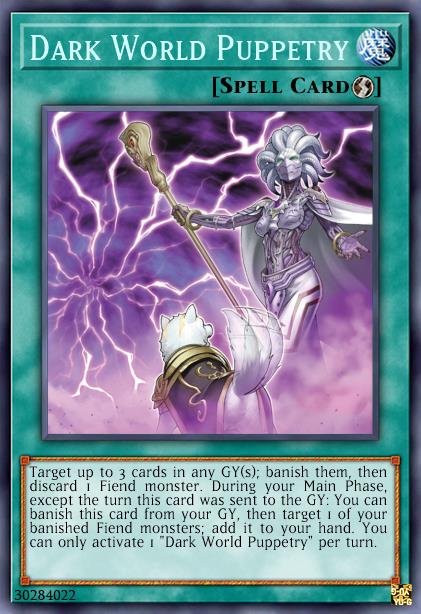 Dark World Puppetry
魔
[Spell Card]
Target up to 3 cards in any GY(s); banish them, then
discard 1 Fiend monster. During your Main Phase,
except the turn this card was sent to the GY: You can
banish this card from your GY, then target 1 of your
banished Fiend monsters; add it to your hand. You
can only activate 1 "Dark World Puppetry" per turn.
30284022